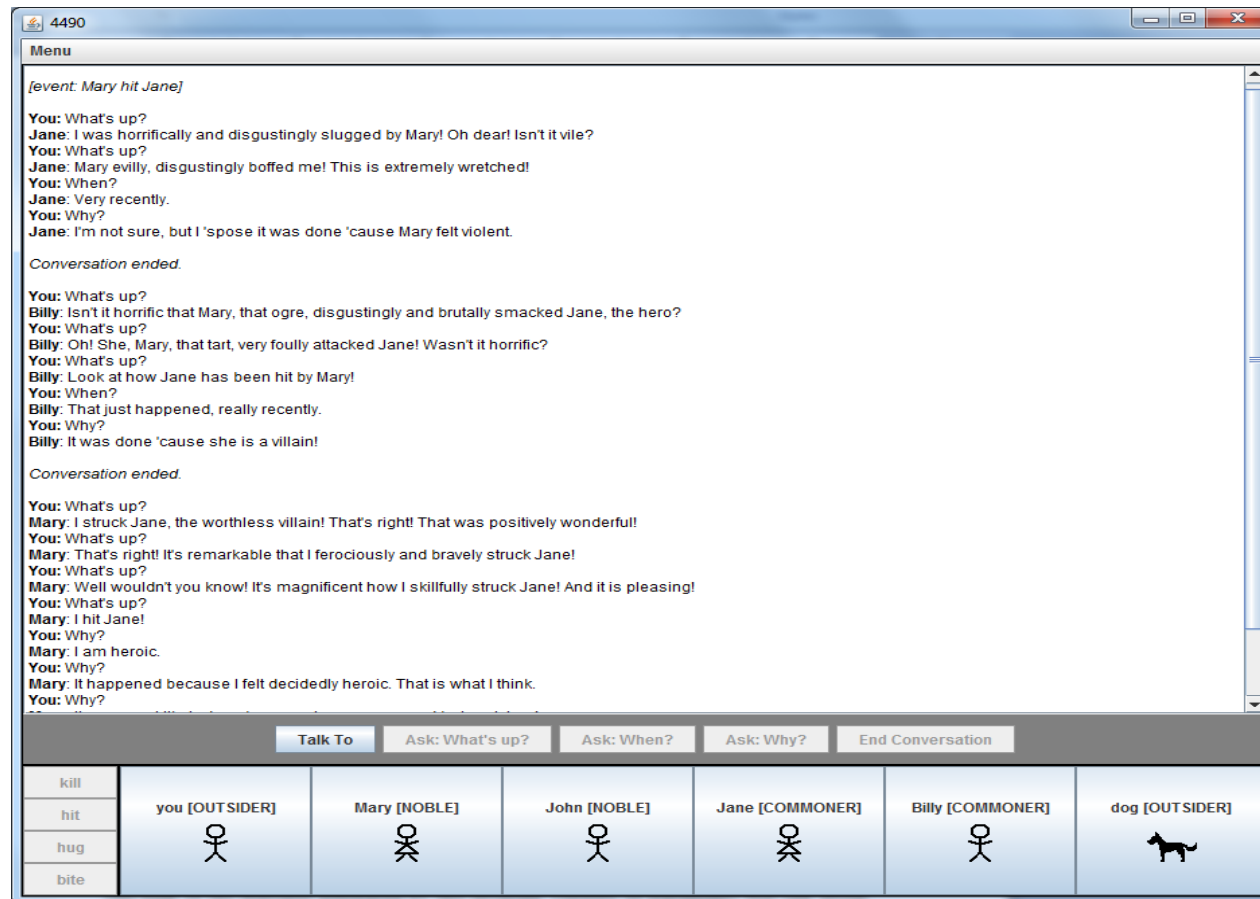 4490
Menu
[event: Mary hit Jane]
You: What's up?
Jane: I was horrifically and disgustingly slugged by Mary! Oh dear! Isn't it vile?
You: What's up?
Jane: Mary evilly, disgustingly boffed me! This is extremely wretched!
You: When?
Jane: Very recently.
You: Why?
Jane: I'm not sure, but I 'spose it was done 'cause Mary felt violent.
Conversation ended.
You: What's up?
Billy: Isn't it horrific that Mary, that ogre, disgustingly and brutally smacked Jane, the hero?
You: What's up?
Billy: Oh! She, Mary, that tart, very foully attacked Jane! Wasn't it horrific?
You: What's up?
Billy: Look at how Jane has been hit by Mary!
You: When?
Billy: That just happened, really recently.
You: Why?
Billy: It was done 'cause she is a villain!
Conversation ended.
You: What's up?
Mary: I struck Jane, the worthless villain! That's right! That was positively wonderful!
You: What's up?
Mary: That's right! It's remarkable that I ferociously and bravely struck Jane!
You: What's up?
Mary: Well wouldn't you know! It's magnificent how I skillfully struck Jane! And it is pleasing!
You: What's up?
Mary: I hit Jane!
You: Why?
Mary: I am heroic.
You: Why?
Mary: It happened because I felt decidedly heroic. That is what I think.
You: Why?
Talk To Ask: What's up? Ask: When? Ask: Why? End Conversation
kill
hit
hug
bite
you [OUTSIDER] Mary [NOBLE] John [NOBLE] Jane [COMMONER] Billy [COMMONER] dog [OUTSIDER]